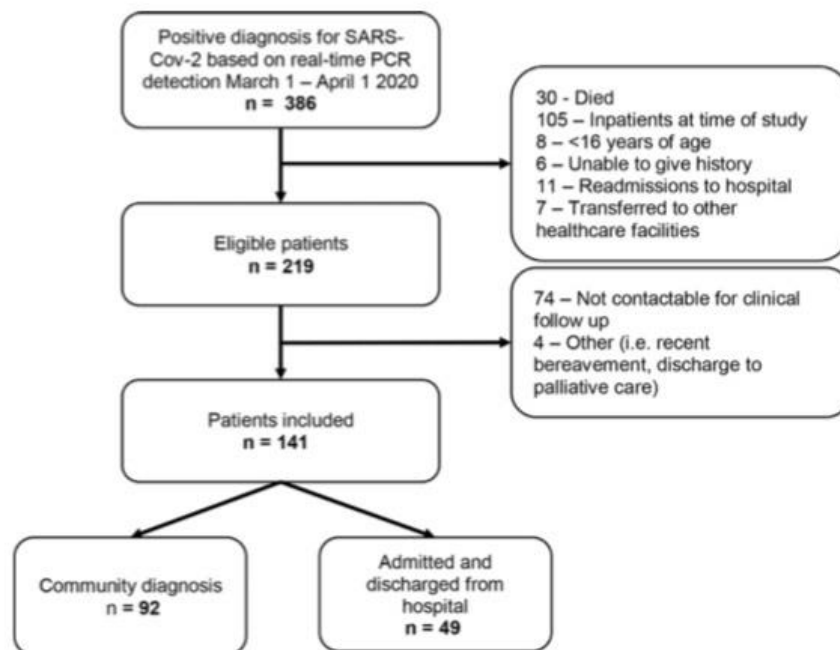 Positive diagnosis for SARS-
Cov-2 based on real-time PCR
detection March 1 – April 1 2020
n = 386
30 - Died
105 – Inpatients at time of study
8 – <16 years of age
6 – Unable to give history
11 – Readmissions to hospital
7 – Transferred to other
healthcare facilities
Eligible patients
n = 219
74 – Not contactable for clinical
follow up
4 – Other (i.e. recent
bereavement, discharge to
palliative care)
Patients included
n = 141
Community diagnosis
n = 92
Admitted and
discharged from
hospital
n = 49